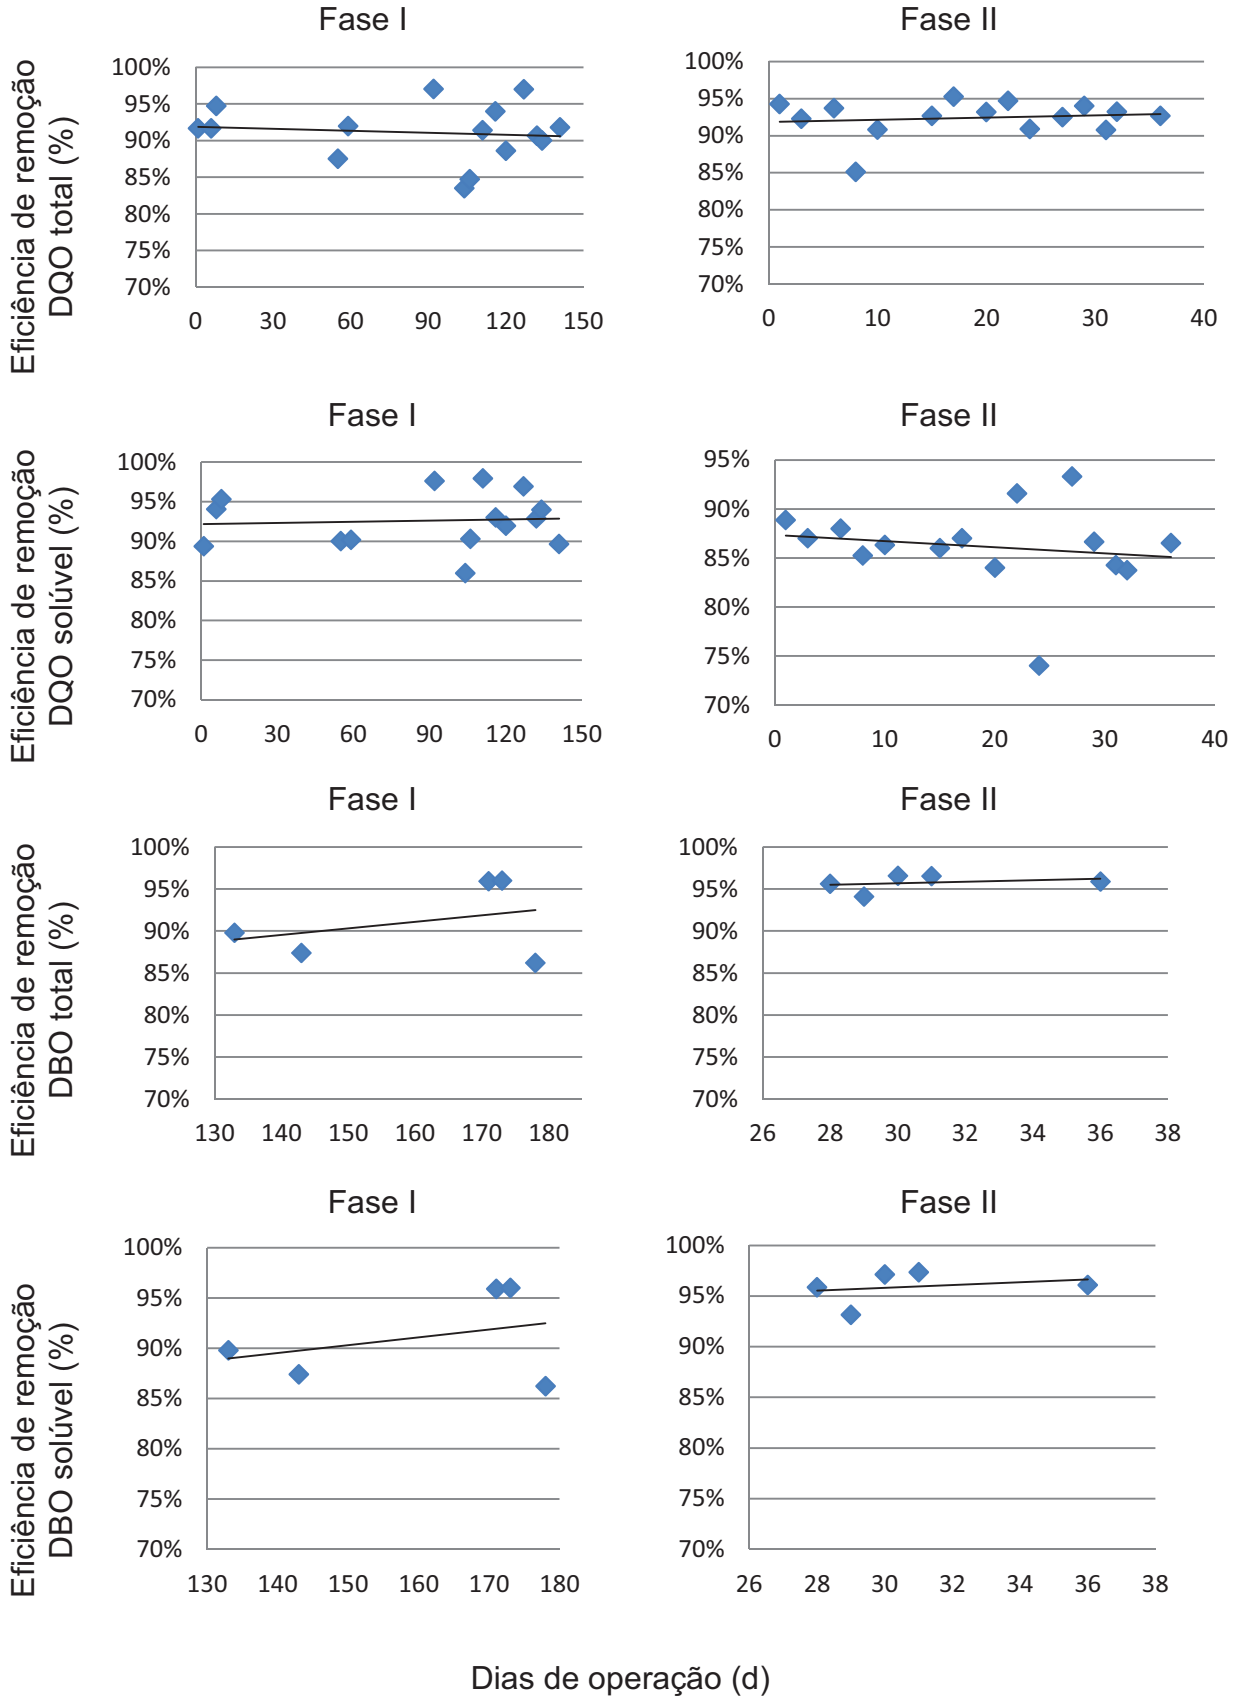 Fase I
Fase II
Eficiência de remoção
DQO total (%)
100%
95%
90%
85%
80%
75%
70%
0 30 60 90 120 150
100%
95%
90%
85%
80%
75%
70%
0 10 20 30 40
Fase I
Fase II
Eficiência de remoção
DQO solúvel (%)
100%
95%
90%
85%
80%
75%
70%
0 30 60 90 120 150
95%
90%
85%
80%
75%
70%
0 10 20 30 40
Fase I
Fase II
Eficiência de remoção
DBO total (%)
100%
95%
90%
85%
80%
75%
70%
130 140 150 160 170 180
100%
95%
90%
85%
80%
75%
70%
26 28 30 32 34 36 38
Fase I
Fase II
Eficiência de remoção
DBO solúvel (%)
100%
95%
90%
85%
80%
75%
70%
130 140 150 160 170 180
100%
95%
90%
85%
80%
75%
70%
26 28 30 32 34 36 38
Dias de operação (d)